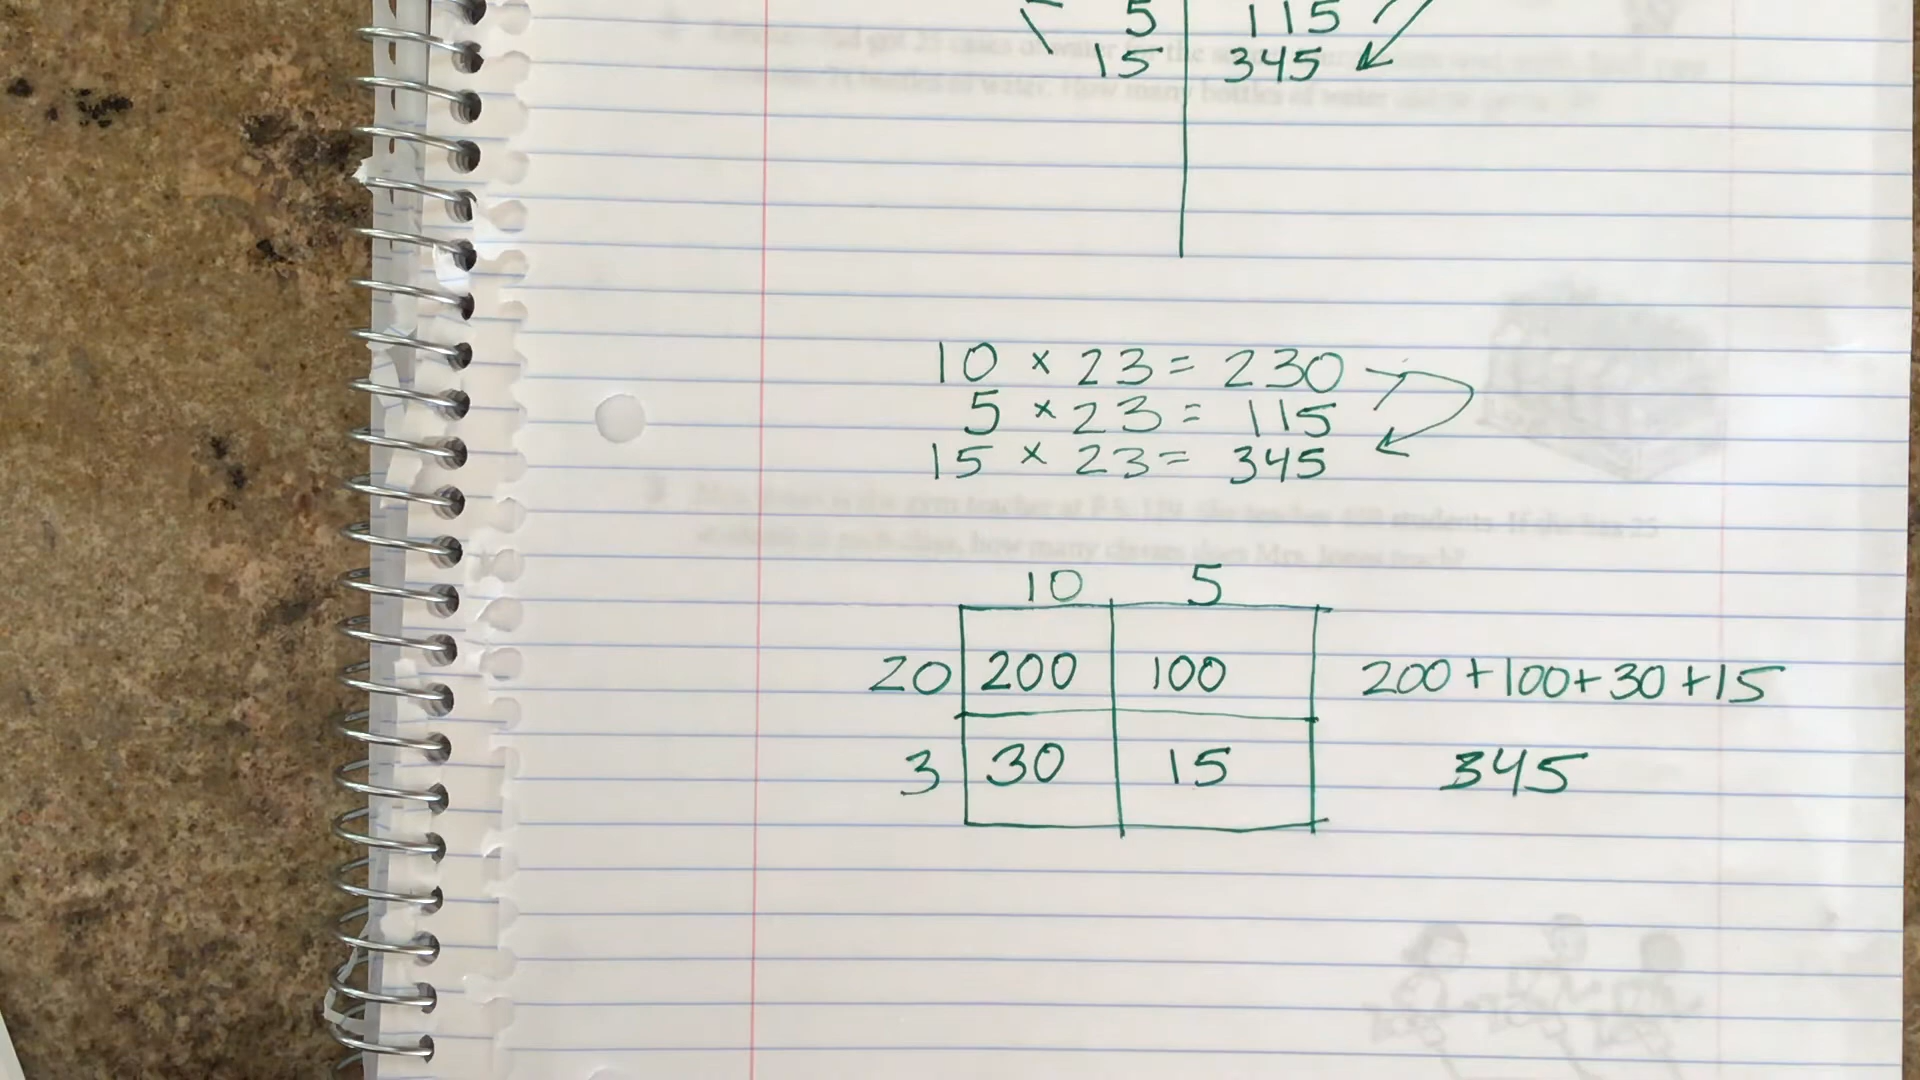 5 115
15 345
10 × 23 = 230
5 × 23 = 115
15 × 23 = 345
10 5
20 200 100 200 + 100 + 30 + 15
3 30 15 345